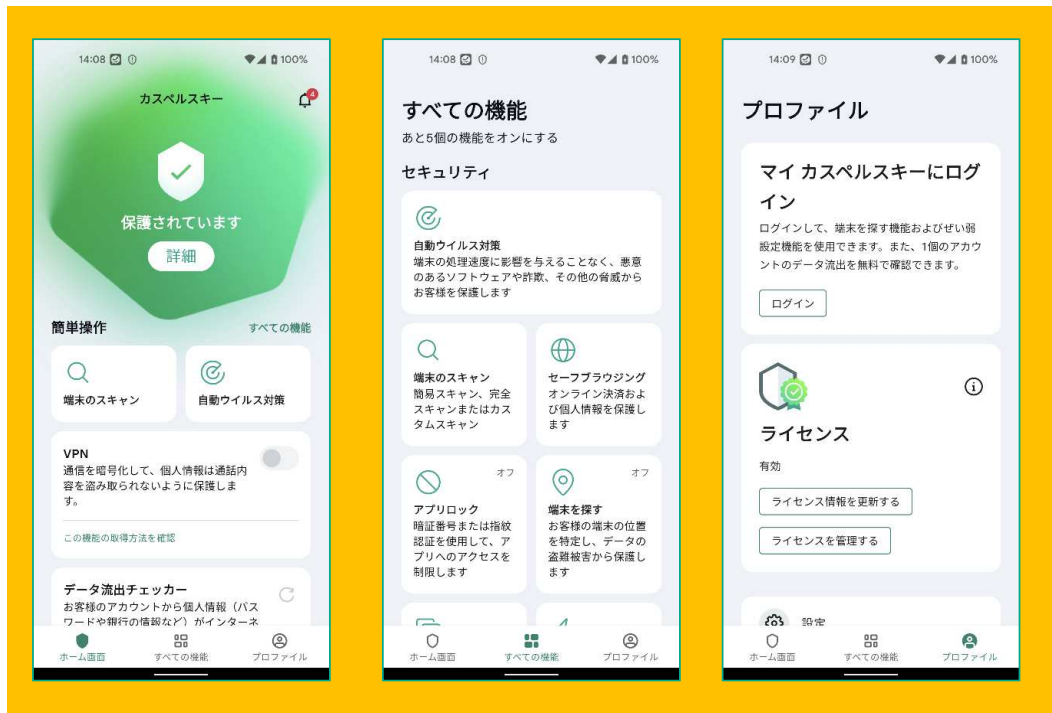 14:08 100%
カスペルスキー
4
保護されています
詳細
簡単操作
すべての機能
端末のスキャン
自動ウイルス対策
VPN
通信を暗号化して、個人情報は通話内
容を盗み取られないように保護しま
す。
この機能の取得方法を確認
データ流出チェッカー
お客様のアカウントから個人情報（パス
ワードや銀行の情報など）がインターネ
ホーム画面
すべての機能
プロファイル
14:08 100%
すべての機能
あと5個の機能をオンにする
セキュリティ
自動ウイルス対策
端末の処理速度に影響を与えることなく、悪意
のあるソフトウェアや詐欺、その他の脅威から
お客様を保護します
端末のスキャン
簡易スキャン、完全
スキャンまたはカス
タムスキャン
セーフブラウジング
オンライン決済およ
び個人情報を保護し
ます
オフ
アプリロック
暗証番号または指紋
認証を使用して、ア
プリへのアクセスを
制限します
オフ
端末を探す
お客様の端末の位置
を特定し、データの
盗難被害から保護し
ます
ホーム画面
すべての機能
プロファイル
14:09 100%
プロファイル
マイ カスペルスキーにログ
イン
ログインして、端末を探す機能およびぜい弱
設定機能を使用できます。また、1個のアカウ
ントのデータ流出を無料で確認できます。
ログイン
ライセンス
有効
ライセンス情報を更新する
ライセンスを管理する
設定
ホーム画面
すべての機能
プロファイル